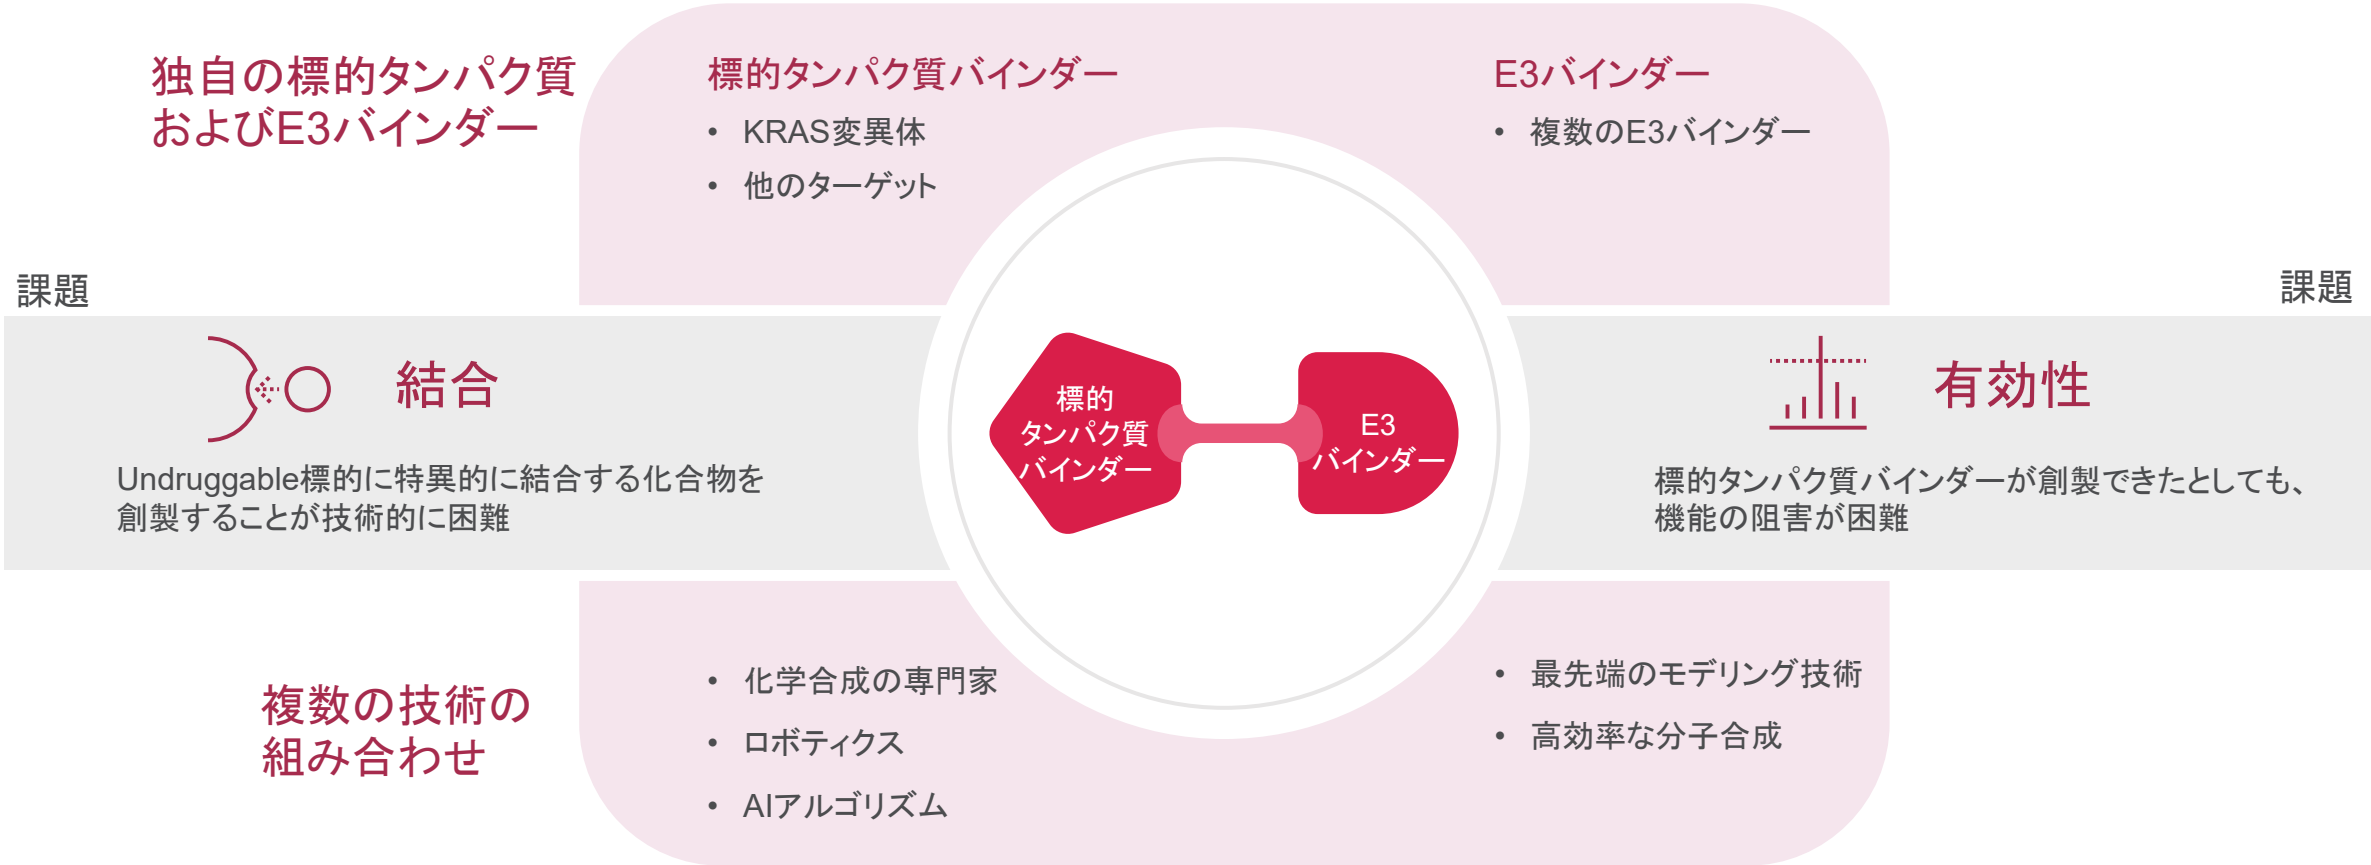 独自の標的タンパク質
およびE3バインダー
標的タンパク質バインダー
• KRAS変異体
• 他のターゲット
E3バインダー
• 複数のE3バインダー
課題
結合
Undruggable標的に特異的に結合する化合物を
創製することが技術的に困難
標的
タンパク質
バインダー
E3
バインダー
課題
有効性
標的タンパク質バインダーが創製できたとしても、
機能の阻害が困難
複数の技術の
組み合わせ
• 化学合成の専門家
• ロボティクス
• AIアルゴリズム
• 最先端のモデリング技術
• 高効率な分子合成